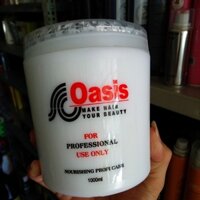 Oasis
MAKE HAIR
YOUR BEAUTY
FOR
PROFESSIONAL
USE ONLY
NOURISHING PROFI CARE
1000ml